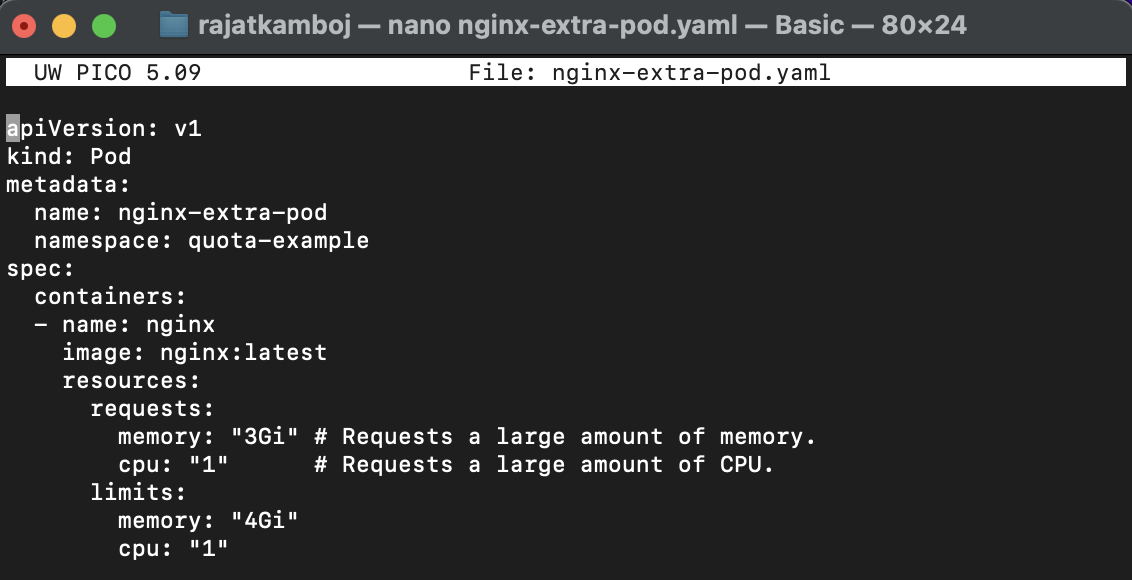 rajatkamboj — nano nginx-extra-pod.yaml — Basic — 80×24
UW PICO 5.09 File: nginx-extra-pod.yaml
apiVersion: v1
kind: Pod
metadata:
  name: nginx-extra-pod
  namespace: quota-example
spec:
  containers:
  - name: nginx
    image: nginx:latest
    resources:
      requests:
        memory: "3Gi" # Requests a large amount of memory.
        cpu: "1"      # Requests a large amount of CPU.
      limits:
        memory: "4Gi"
        cpu: "1"